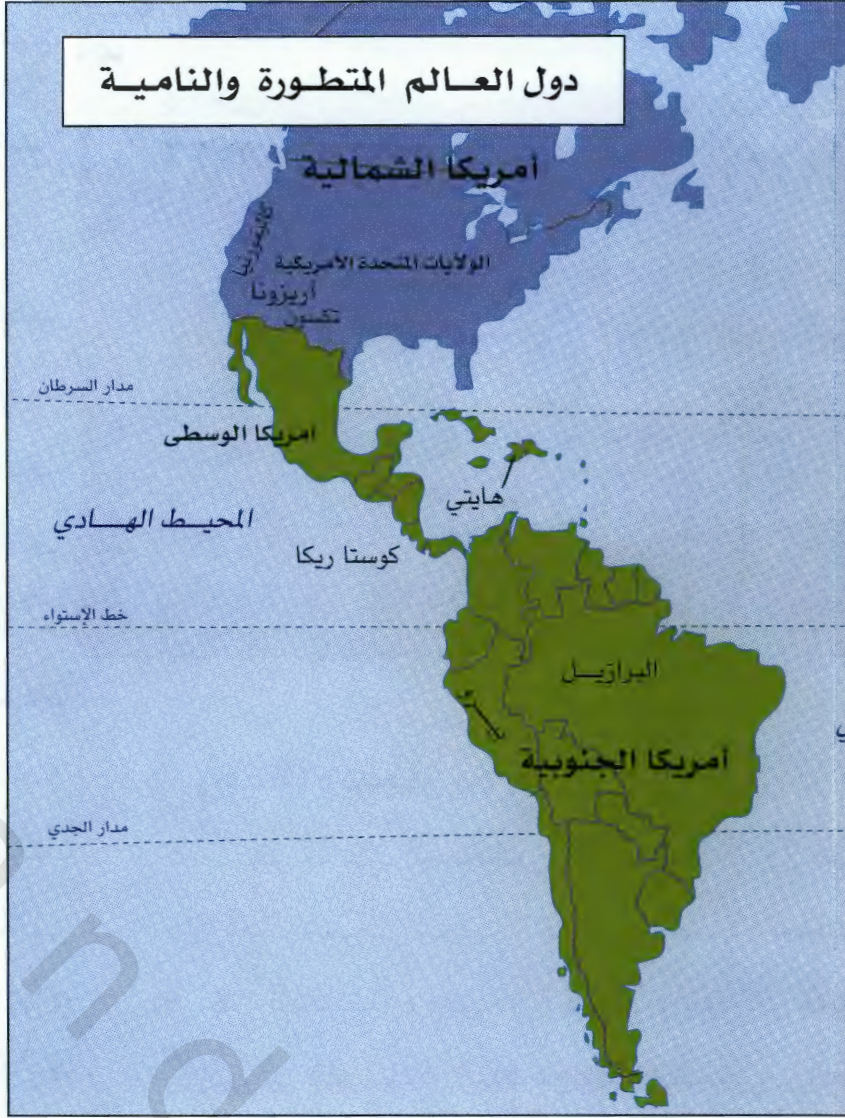 دول العالم المتطورة والنامية
أمريكا الشمالية
كاليفورنيا
الولايات المتحدة الأمريكية
أريزونا
تكسون
مدار السرطان
امريكا الوسطى
هايتي
المحيط الهادي
كوستا ريكا
خط الإستواء
البرازيل
أمريكا الجنوبية
مدار الجدي
n
d